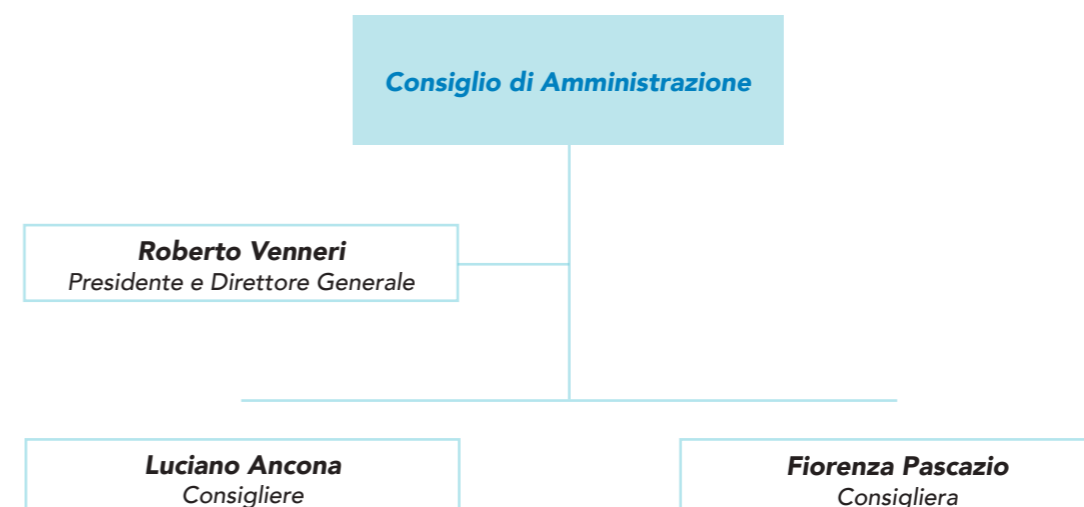 Consiglio di Amministrazione
Roberto Venneri
Presidente e Direttore Generale
Luciano Ancona
Consigliere
Fiorenza Pascazio
Consigliera